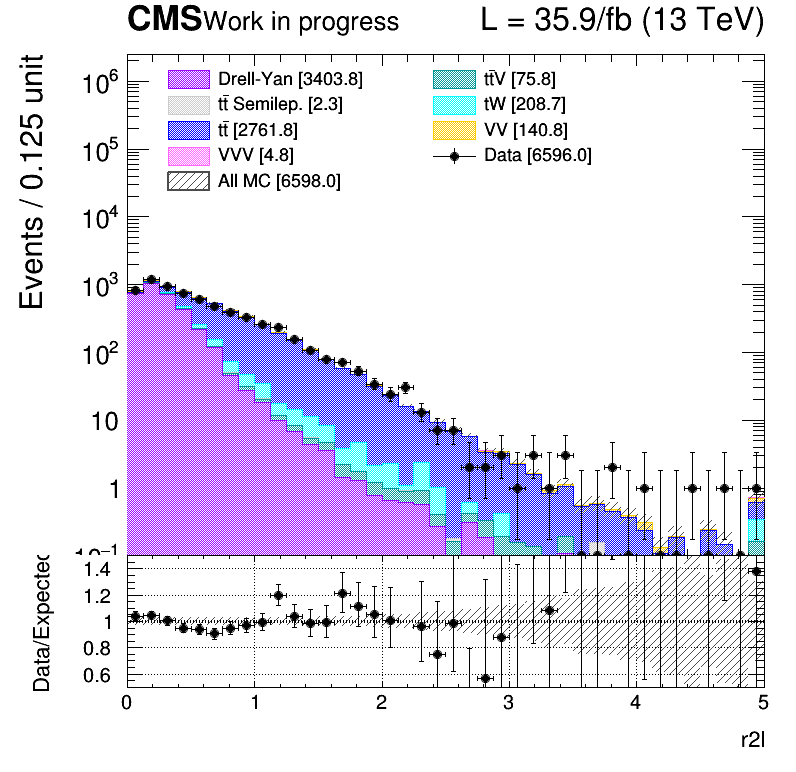 CMS Work in progress L = 35.9/fb (13 TeV)
Events / 0.125 unit
Drell-Yan [3403.8]
tt̄ Semilep. [2.3]
tt̄ [2761.8]
VVV [4.8]
All MC [6598.0]
tt̄V [75.8]
tW [208.7]
VV [140.8]
Data [6596.0]
10⁶
10⁵
10⁴
10³
10²
10
1
10⁻¹
Data/Expected
1.4
1.2
1
0.8
0.6
0 1 2 3 4 5
r2l